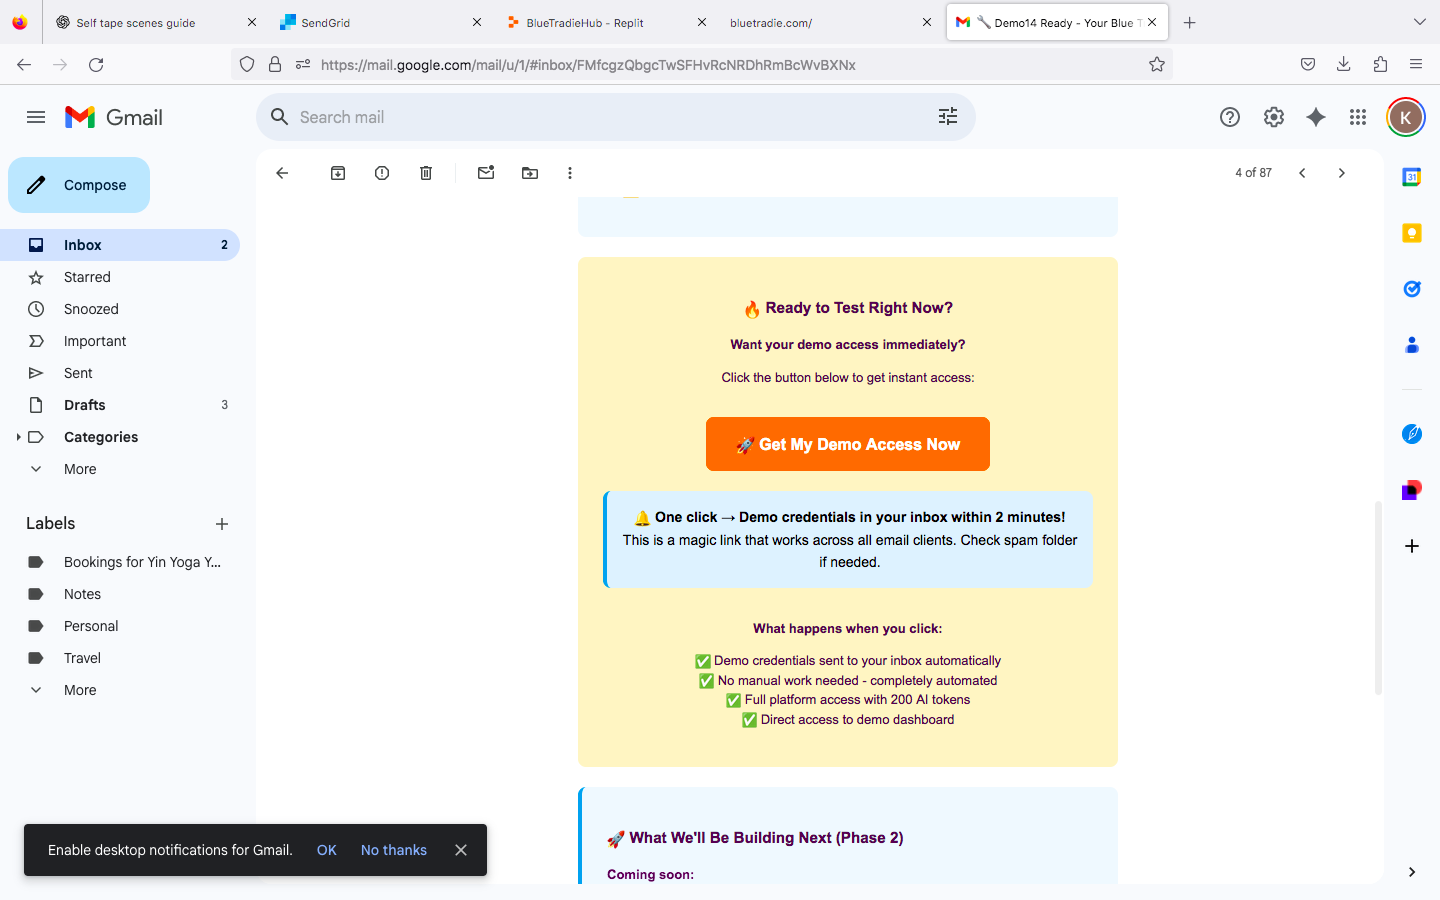 Self tape scenes guide
SendGrid
BlueTradieHub - Replit
bluetradie.com/
🔧 Demo14 Ready - Your Blue T
https://mail.google.com/mail/u/1/#inbox/FMfcgzQbgcTwSFHvRcNRDhRmBcWvBXNx
Gmail
Search mail
K
Compose
Inbox 2
Starred
Snoozed
Important
Sent
Drafts 3
Categories
More
Labels
Bookings for Yin Yoga Y...
Notes
Personal
Travel
More
4 of 87
31
🔥 Ready to Test Right Now?
Want your demo access immediately?
Click the button below to get instant access:
🚀 Get My Demo Access Now
🔔 One click → Demo credentials in your inbox within 2 minutes!
This is a magic link that works across all email clients. Check spam folder
if needed.
What happens when you click:
✅ Demo credentials sent to your inbox automatically
✅ No manual work needed - completely automated
✅ Full platform access with 200 AI tokens
✅ Direct access to demo dashboard
🚀 What We'll Be Building Next (Phase 2)
Coming soon:
Enable desktop notifications for Gmail. OK No thanks